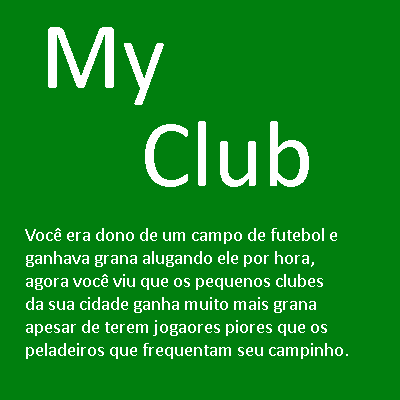 My
Club
Você era dono de um campo de futebol e
ganhava grana alugando ele por hora,
agora você viu que os pequenos clubes
da sua cidade ganha muito mais grana
apesar de terem jogaores piores que os
peladeiros que frequentam seu campinho.